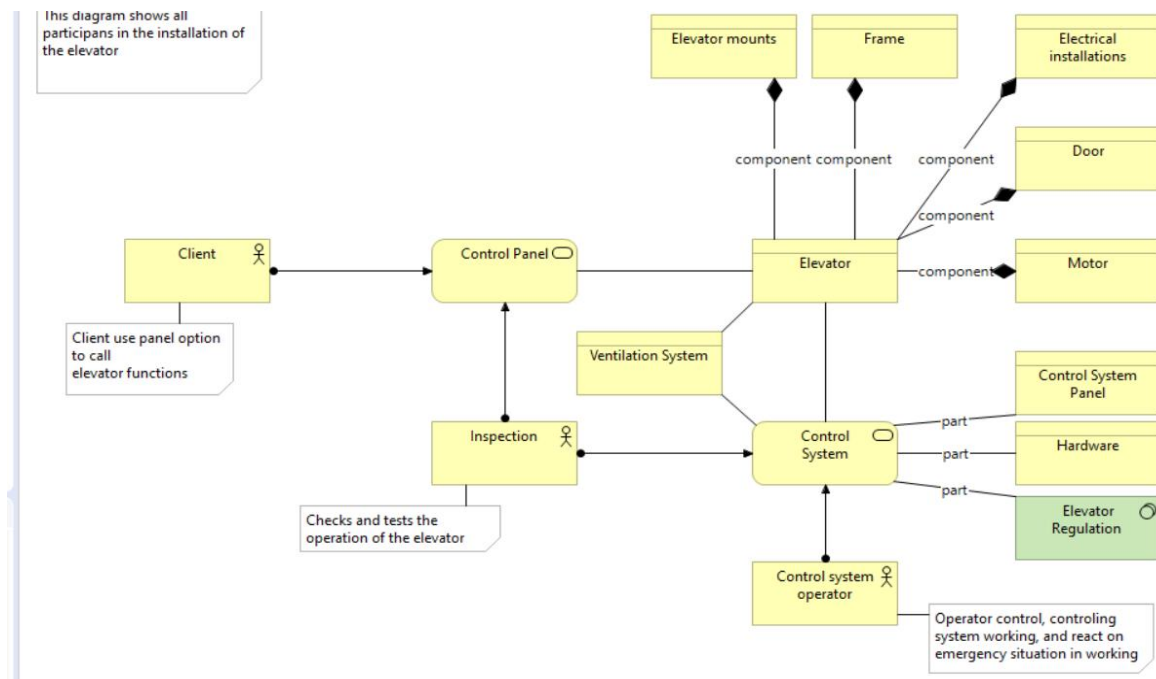 This diagram shows all
participans in the installation of
the elevator
Elevator mounts
Frame
Electrical
installations
component
component
component
Door
component
Client
Control Panel
Elevator
component
Motor
Client use panel option
to call
elevator functions
Ventilation System
Control System
Panel
part
Inspection
Control
System
part
Hardware
part
Elevator
Regulation
Checks and tests the
operation of the elevator
Control system
operator
Operator control, controling
system working, and react on
emergency situation in working